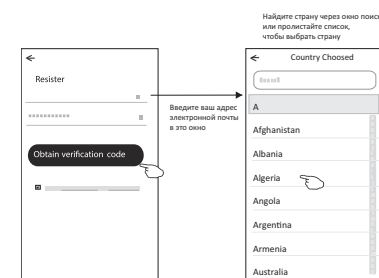 Найдите страну через окно поиска
или пролистайте список,
чтобы выбрать страну
Resister
Введите ваш адрес
электронной почты
в это окно
Obtain verification code
Country Choosed
A
Afghanistan
Albania
Algeria
Angola
Argentina
Armenia
Australia